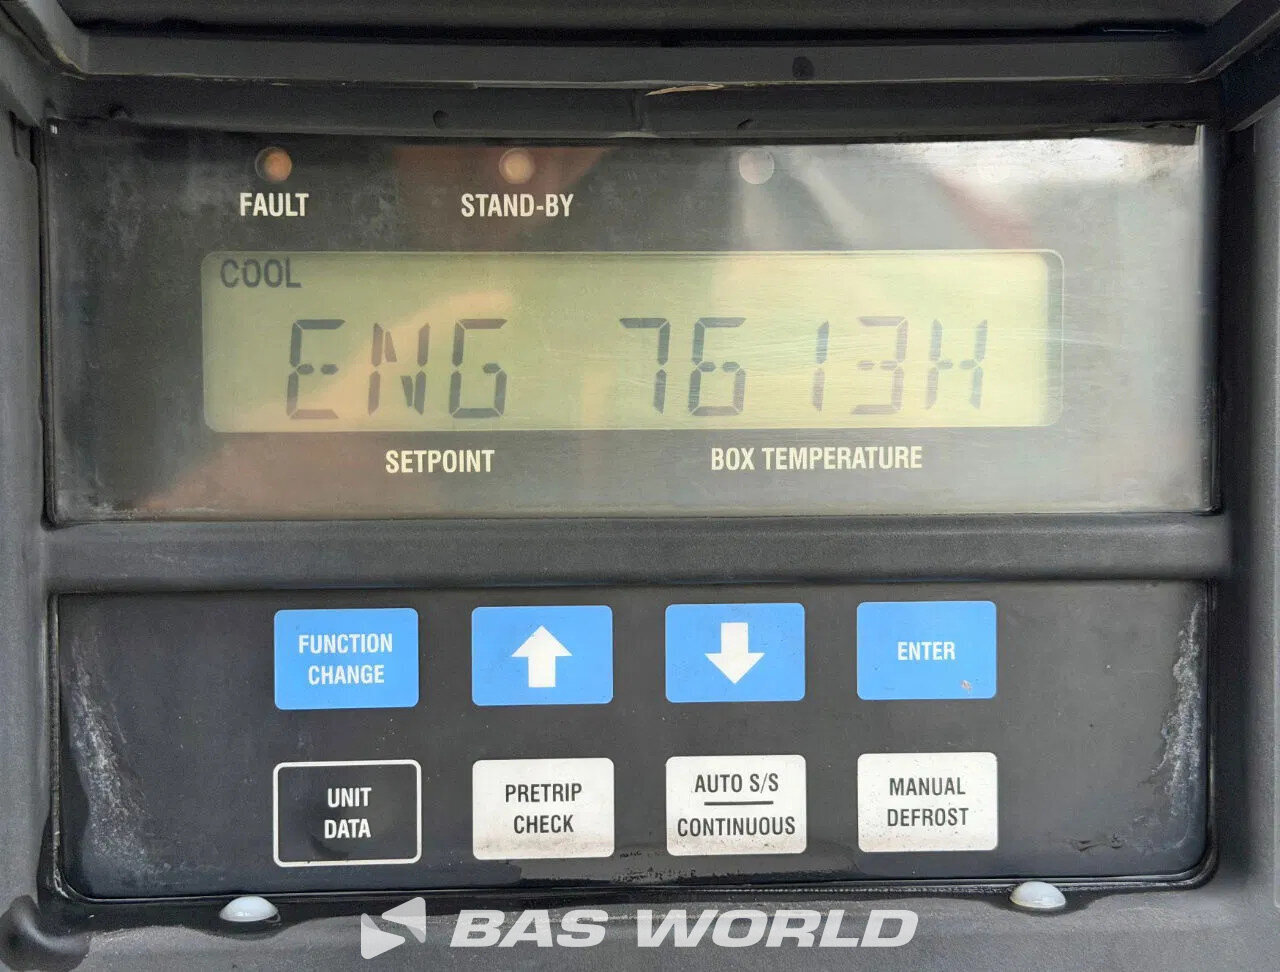 FAULT
STAND-BY
COOL
ENG 7613H
SETPOINT
BOX TEMPERATURE
FUNCTION
CHANGE
ENTER
UNIT
DATA
PRETRIP
CHECK
AUTO S/S
CONTINUOUS
MANUAL
DEFROST
BAS WORLD